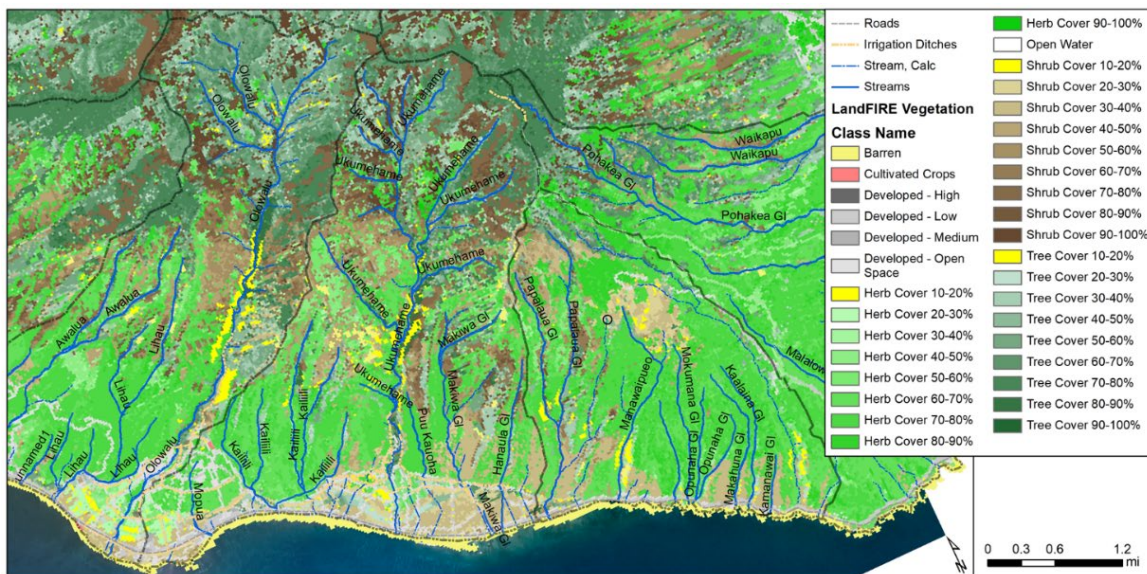 Roads
Irrigation Ditches
Stream, Calc
Streams
LandFIRE Vegetation
Class Name
Barren
Cultivated Crops
Developed - High
Developed - Low
Developed - Medium
Developed - Open
Space
Herb Cover 10-20%
Herb Cover 20-30%
Herb Cover 30-40%
Herb Cover 40-50%
Herb Cover 50-60%
Herb Cover 60-70%
Herb Cover 70-80%
Herb Cover 80-90%
Herb Cover 90-100%
Open Water
Shrub Cover 10-20%
Shrub Cover 20-30%
Shrub Cover 30-40%
Shrub Cover 40-50%
Shrub Cover 50-60%
Shrub Cover 60-70%
Shrub Cover 70-80%
Shrub Cover 80-90%
Shrub Cover 90-100%
Tree Cover 10-20%
Tree Cover 20-30%
Tree Cover 30-40%
Tree Cover 40-50%
Tree Cover 50-60%
Tree Cover 60-70%
Tree Cover 70-80%
Tree Cover 80-90%
Tree Cover 90-100%
Olowalu
Olowalu
Ukumehame
Ukumehame
Ukumehame
Ukumehame
Ukumehame
Waikapu
Waikapu
Pohakea Gl
Pohakea Gl
Olowalu
Awalua
Awalua
Lihau
Ukumehame
Ukumehame
Ukumehame
Ukumehame
Papalaua Gl
Papalaua Gl
Makiwa Gl
Makiwa Gl
O
Malalow
Manawaipueo
Mokumana Gl
Kaalaina Gl
Lihau
Kailiili
Kailiili
Kailiili
Kailiili
Puu Kauoha
Hanaula Gl
Opunaha Gl
Opunaha Gl
Makahuna Gl
Kamanawai Gl
unnamed1
Lihau
Lihau
Lihau
Olowalu
Mopua
Makiwa Gl
N
0 0.3 0.6 1.2
mi